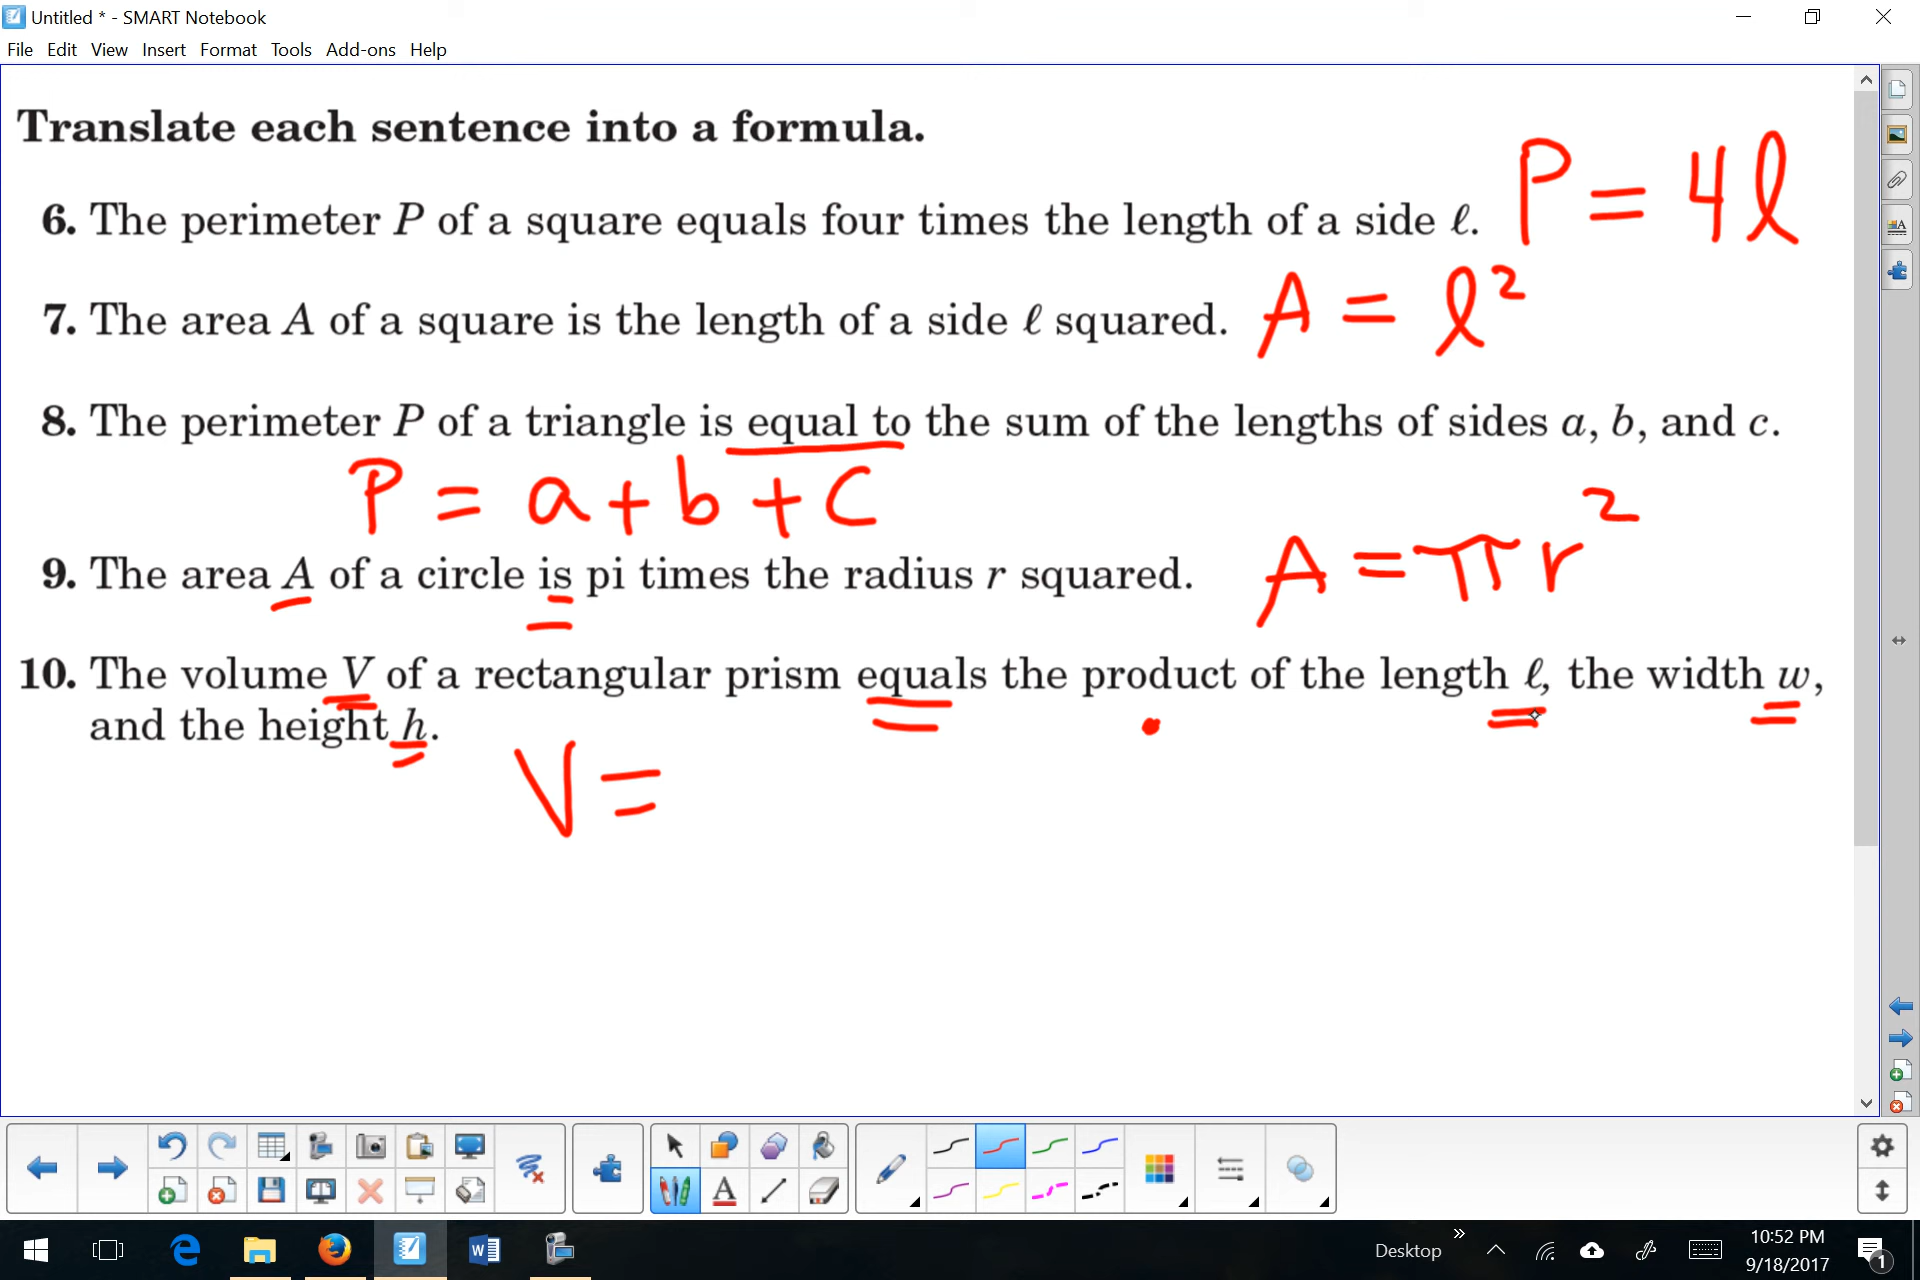 Untitled * - SMART Notebook
File Edit View Insert Format Tools Add-ons Help
Translate each sentence into a formula.
6. The perimeter P of a square equals four times the length of a side ℓ. P = 4ℓ
7. The area A of a square is the length of a side ℓ squared. A = ℓ²
8. The perimeter P of a triangle is equal to the sum of the lengths of sides a, b, and c.
P = a + b + c
9. The area A of a circle is pi times the radius r squared. A = πr²
10. The volume V of a rectangular prism equals the product of the length ℓ, the width w,
and the height h.
V =
Desktop
10:52 PM
9/18/2017
1